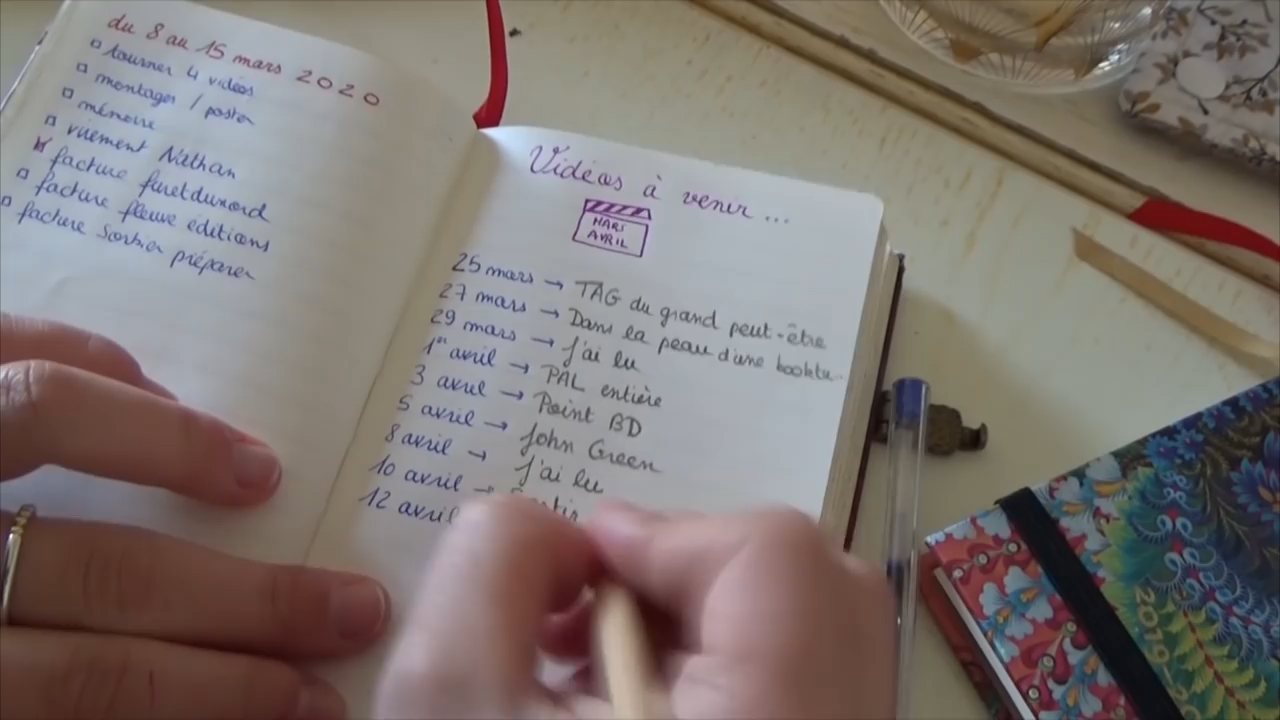 du 8 au 15 mars 2020
tourner 4 vidéos
montages / poster
mémoire
virement Nathan
facture furetdunord
facture fleuve éditions
facture Sorbier préparer
Vidéos à venir ...
MARS
AVRIL
25 mars → TAG du grand peut-être
27 mars → Dans la peau d'une booktu
29 mars → J'ai lu
1er avril → PAL entière
3 avril → Point BD
5 avril → John Green
8 avril → J'ai lu
10 avril →
12 avril
2019